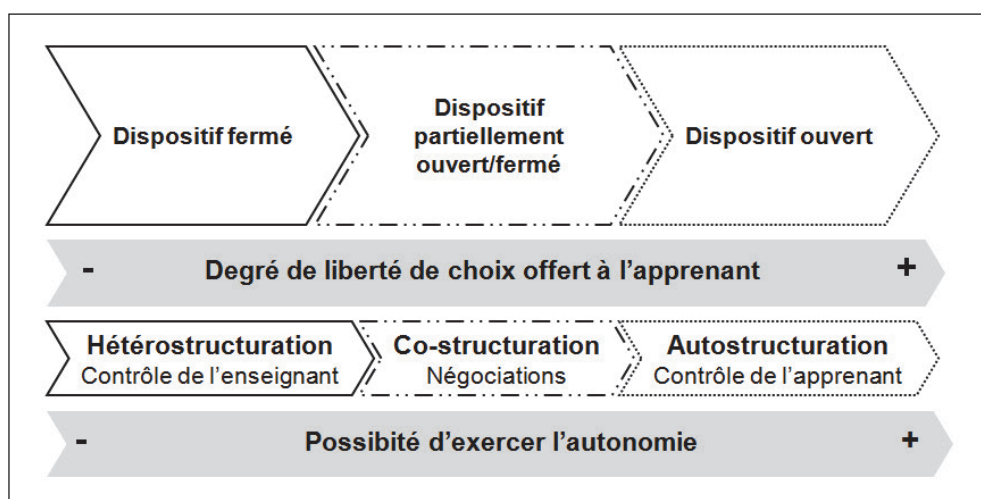 Dispositif fermé
Dispositif
partiellement
ouvert/fermé
Dispositif ouvert
- Degré de liberté de choix offert à l’apprenant +
Hétérostructuration
Contrôle de l’enseignant
Co-structuration
Négociations
Autostructuration
Contrôle de l’apprenant
- Possibité d’exercer l’autonomie +